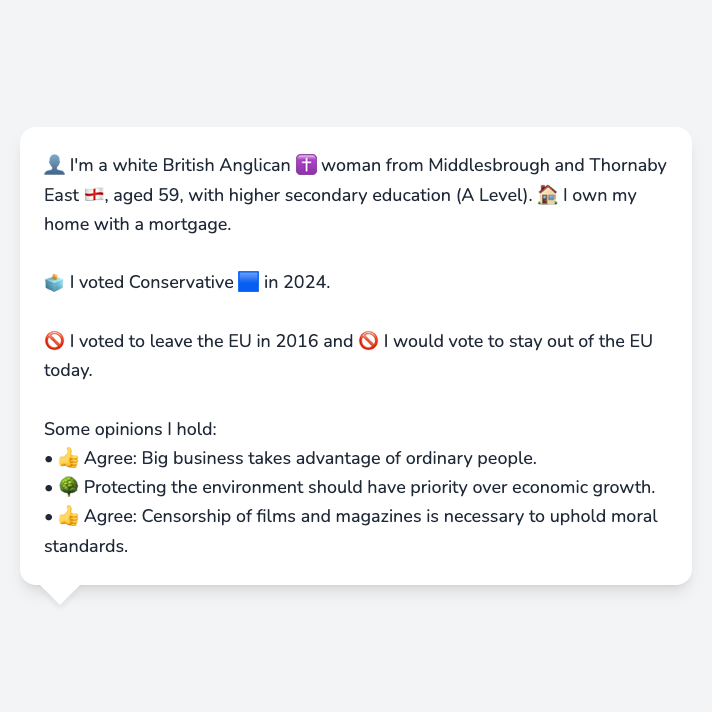 👤 I'm a white British Anglican ✝️ woman from Middlesbrough and Thornaby
East 🏴󠁧󠁢󠁥󠁮󠁧󠁿, aged 59, with higher secondary education (A Level). 🏠 I own my
home with a mortgage.
🗳️ I voted Conservative 🟦 in 2024.
🚫 I voted to leave the EU in 2016 and 🚫 I would vote to stay out of the EU
today.
Some opinions I hold:
• 👍 Agree: Big business takes advantage of ordinary people.
• 🌳 Protecting the environment should have priority over economic growth.
• 👍 Agree: Censorship of films and magazines is necessary to uphold moral
standards.